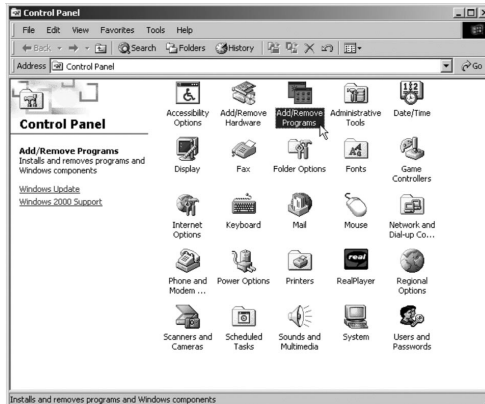 Control Panel
File Edit View Favorites Tools Help
Back Search Folders History
Address Control Panel Go
Control Panel
Add/Remove Programs
Installs and removes programs and
Windows components
Windows Update
Windows 2000 Support
Accessibility Options
Add/Remove Hardware
Add/Remove Programs
Administrative Tools
Date/Time
Display
Fax
Folder Options
Fonts
Game Controllers
Internet Options
Keyboard
Mail
Mouse
Network and Dial-up Co...
Phone and Modem ...
Power Options
Printers
RealPlayer
Regional Options
Scanners and Cameras
Scheduled Tasks
Sounds and Multimedia
System
Users and Passwords
real
Installs and removes programs and Windows components